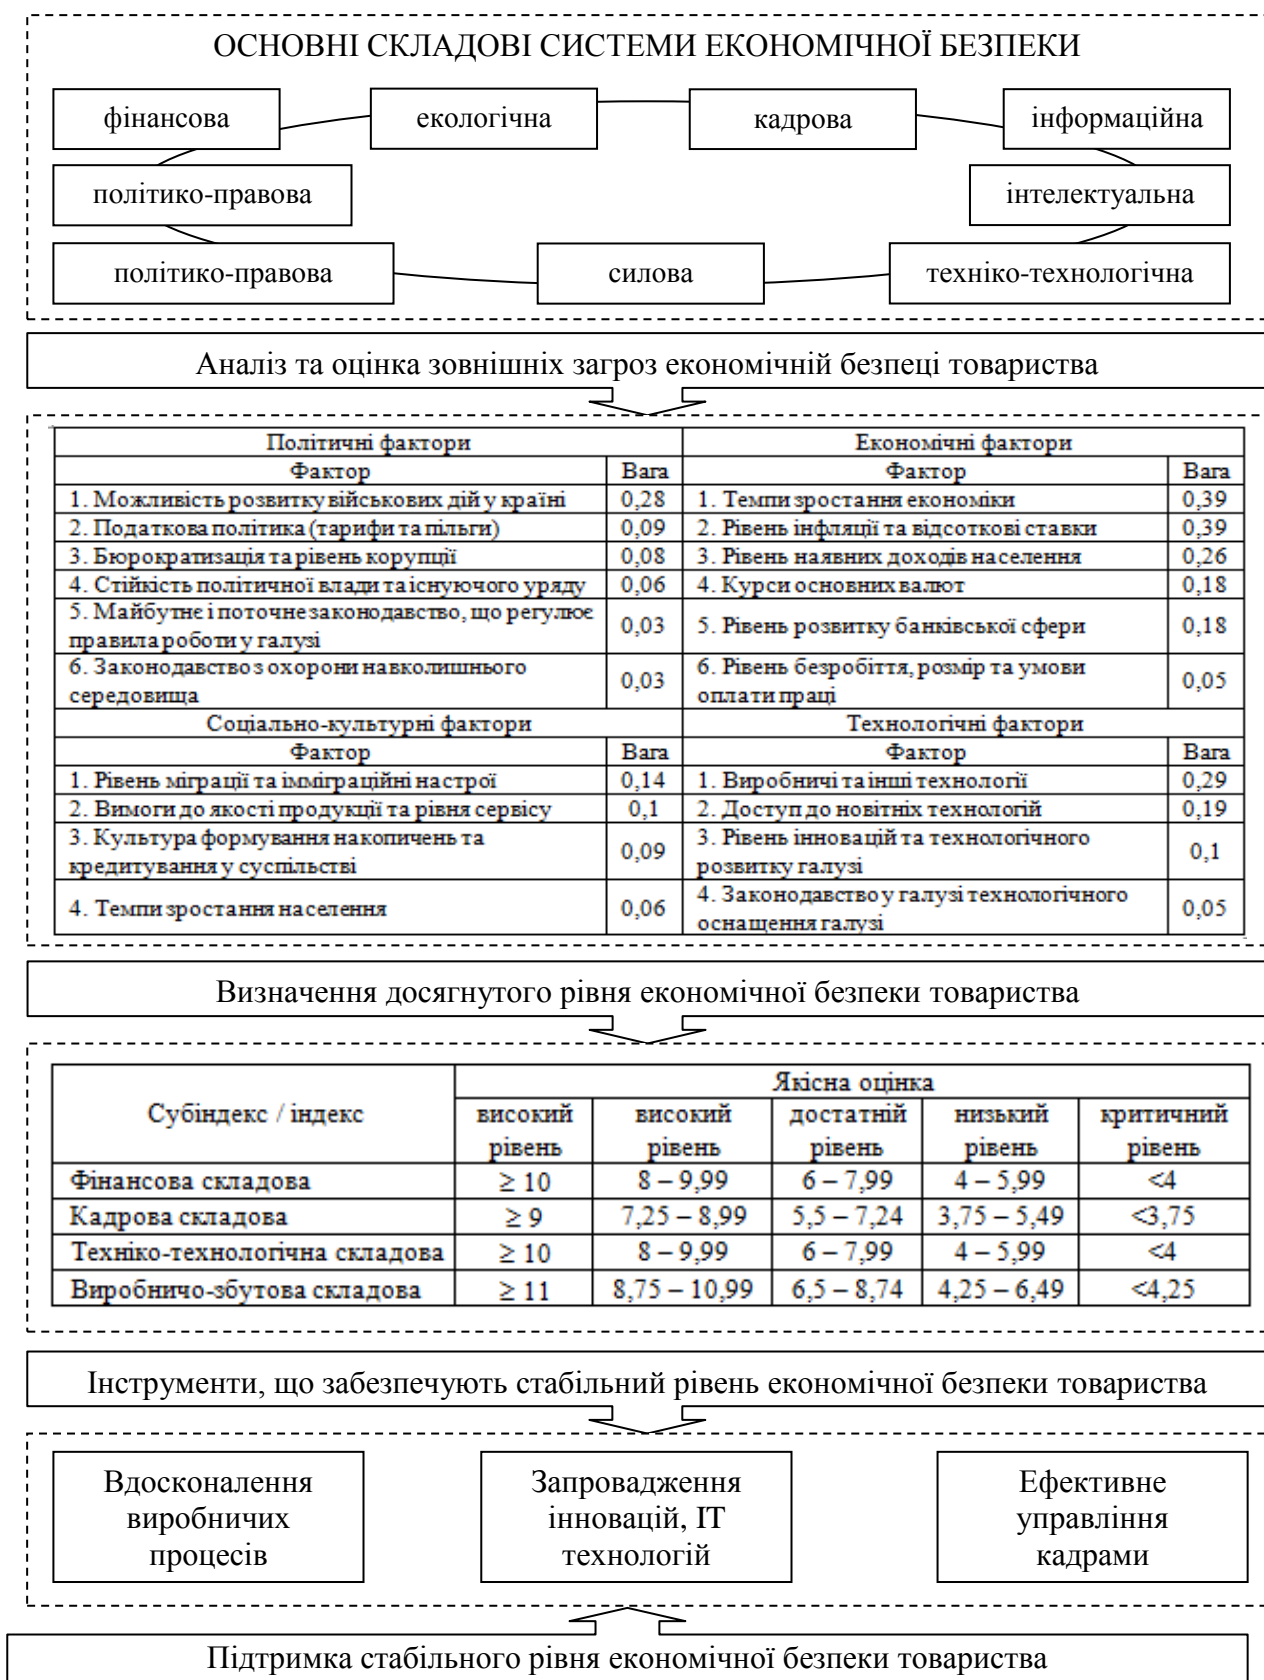 ОСНОВНІ СКЛАДОВІ СИСТЕМИ ЕКОНОМІЧНОЇ БЕЗПЕКИ
фінансова екологічна кадрова інформаційна
політико-правова інтелектуальна
політико-правова силова техніко-технологічна
Аналіз та оцінка зовнішніх загроз економічній безпеці товариства
Політичні фактори Економічні фактори
Фактор Вага Фактор Вага
1. Можливість розвитку військових дій у країні 0,28 1. Темпи зростання економіки 0,39
2. Податкова політика (тарифи та пільги) 0,09 2. Рівень інфляції та відсоткові ставки 0,39
3. Бюрократизація та рівень корупції 0,08 3. Рівень наявних доходів населення 0,26
4. Стійкість політичної влади та існуючого уряду 0,06 4. Курси основних валют 0,18
5. Майбутнє і поточне законодавство, що регулює
правила роботи у галузі 0,03 5. Рівень розвитку банківської сфери 0,18
6. Законодавство з охорони навколишнього
середовища 0,03 6. Рівень безробіття, розмір та умови
оплати праці 0,05
Соціально-культурні фактори Технологічні фактори
Фактор Вага Фактор Вага
1. Рівень міграції та імміграційні настрої 0,14 1. Виробничі та інші технології 0,29
2. Вимоги до якості продукції та рівня сервісу 0,1 2. Доступ до новітніх технологій 0,19
3. Культура формування накопичень та
кредитування у суспільстві 0,09 3. Рівень інновацій та технологічного
розвитку галузі 0,1
4. Темпи зростання населення 0,06 4. Законодавство у галузі технологічного
оснащення галузі 0,05
Визначення досягнутого рівня економічної безпеки товариства
Субіндекс / індекс Якісна оцінка
високий високий достатній низький критичний
рівень рівень рівень рівень рівень
Фінансова складова ≥ 10 8 – 9,99 6 – 7,99 4 – 5,99 <4
Кадрова складова ≥ 9 7,25 – 8,99 5,5 – 7,24 3,75 – 5,49 <3,75
Техніко-технологічна складова ≥ 10 8 – 9,99 6 – 7,99 4 – 5,99 <4
Виробничо-збутова складова ≥ 11 8,75 – 10,99 6,5 – 8,74 4,25 – 6,49 <4,25
Інструменти, що забезпечують стабільний рівень економічної безпеки товариства
Вдосконалення
виробничих
процесів
Запровадження
інновацій, ІТ
технологій
Ефективне
управління
кадрами
Підтримка стабільного рівня економічної безпеки товариства